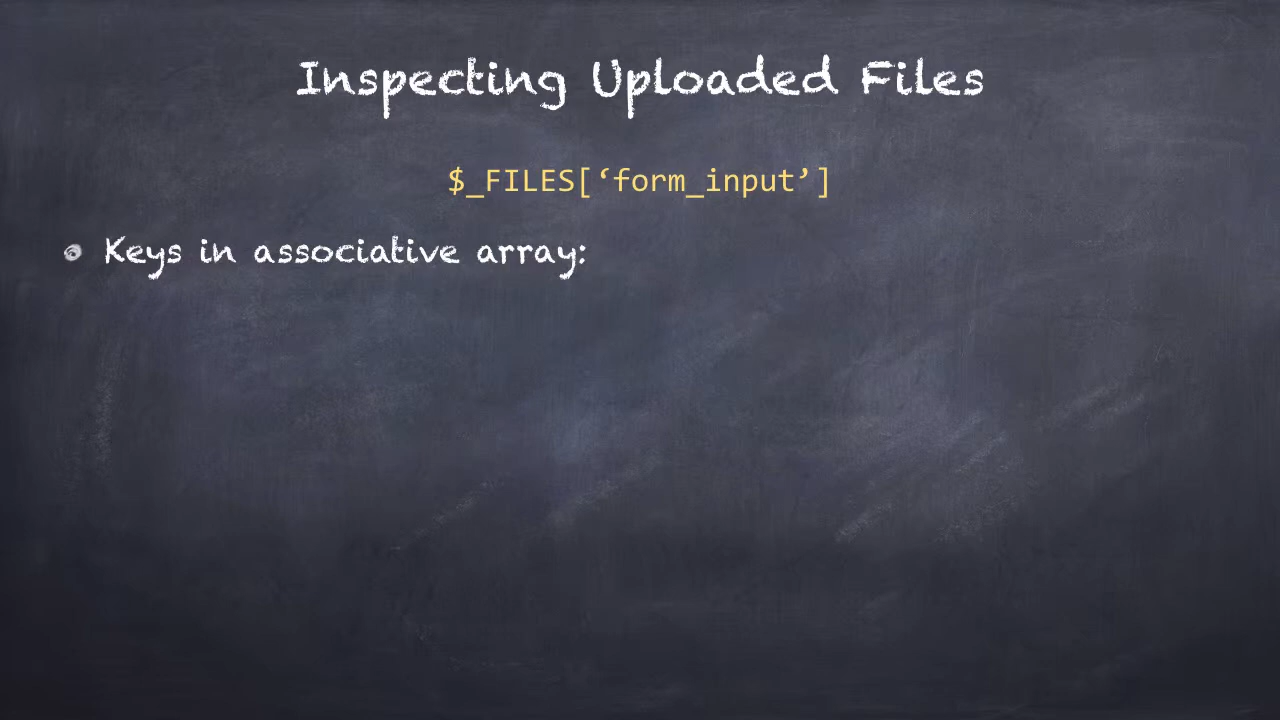 Inspecting Uploaded Files
$_FILES[‘form_input’]
Keys in associative array: